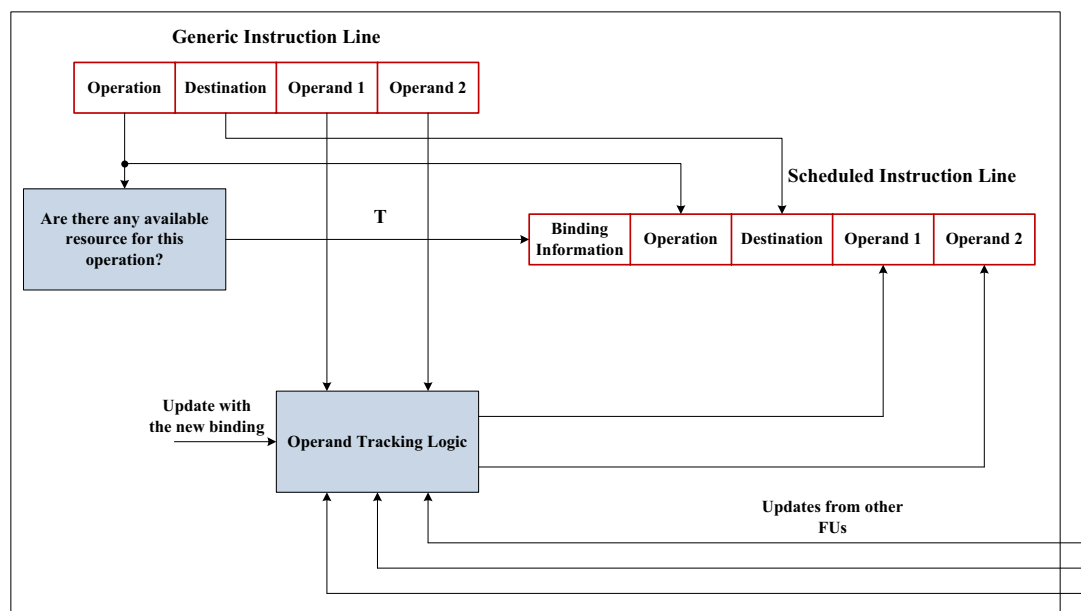 Generic Instruction Line
Operation
Destination
Operand 1
Operand 2
Scheduled Instruction Line
Are there any available
resource for this
operation?
T
Binding
Information
Operation
Destination
Operand 1
Operand 2
Update with
the new binding
Operand Tracking Logic
Updates from other
FUs